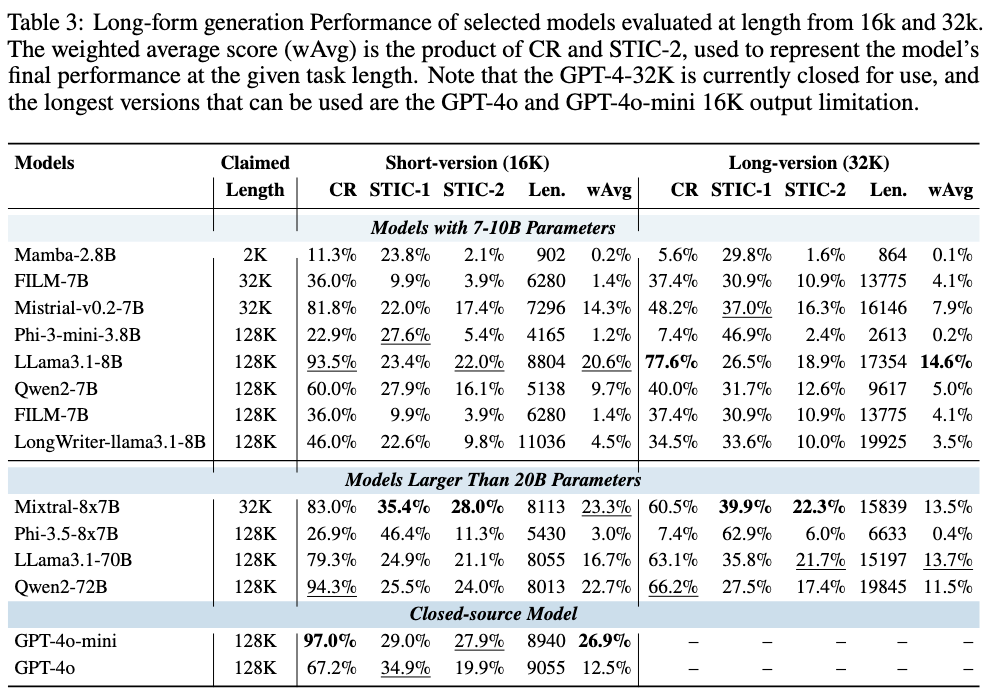 Table 3: Long-form generation Performance of selected models evaluated at length from 16k and 32k.
The weighted average score (wAvg) is the product of CR and STIC-2, used to represent the model's
final performance at the given task length. Note that the GPT-4-32K is currently closed for use, and
the longest versions that can be used are the GPT-4o and GPT-4o-mini 16K output limitation.
Models Claimed Short-version (16K) Long-version (32K)
Length CR STIC-1 STIC-2 Len. wAvg CR STIC-1 STIC-2 Len. wAvg
Models with 7-10B Parameters
Mamba-2.8B 2K 11.3% 23.8% 2.1% 902 0.2% 5.6% 29.8% 1.6% 864 0.1%
FILM-7B 32K 36.0% 9.9% 3.9% 6280 1.4% 37.4% 30.9% 10.9% 13775 4.1%
Mistrial-v0.2-7B 32K 81.8% 22.0% 17.4% 7296 14.3% 48.2% 37.0% 16.3% 16146 7.9%
Phi-3-mini-3.8B 128K 22.9% 27.6% 5.4% 4165 1.2% 7.4% 46.9% 2.4% 2613 0.2%
LLama3.1-8B 128K 93.5% 23.4% 22.0% 8804 20.6% 77.6% 26.5% 18.9% 17354 14.6%
Qwen2-7B 128K 60.0% 27.9% 16.1% 5138 9.7% 40.0% 31.7% 12.6% 9617 5.0%
FILM-7B 128K 36.0% 9.9% 3.9% 6280 1.4% 37.4% 30.9% 10.9% 13775 4.1%
LongWriter-llama3.1-8B 128K 46.0% 22.6% 9.8% 11036 4.5% 34.5% 33.6% 10.0% 19925 3.5%
Models Larger Than 20B Parameters
Mixtral-8x7B 32K 83.0% 35.4% 28.0% 8113 23.3% 60.5% 39.9% 22.3% 15839 13.5%
Phi-3.5-8x7B 128K 26.9% 46.4% 11.3% 5430 3.0% 7.4% 62.9% 6.0% 6633 0.4%
LLama3.1-70B 128K 79.3% 24.9% 21.1% 8055 16.7% 63.1% 35.8% 21.7% 15197 13.7%
Qwen2-72B 128K 94.3% 25.5% 24.0% 8013 22.7% 66.2% 27.5% 17.4% 19845 11.5%
Closed-source Model
GPT-4o-mini 128K 97.0% 29.0% 27.9% 8940 26.9% – – – – –
GPT-4o 128K 67.2% 34.9% 19.9% 9055 12.5% – – – – –